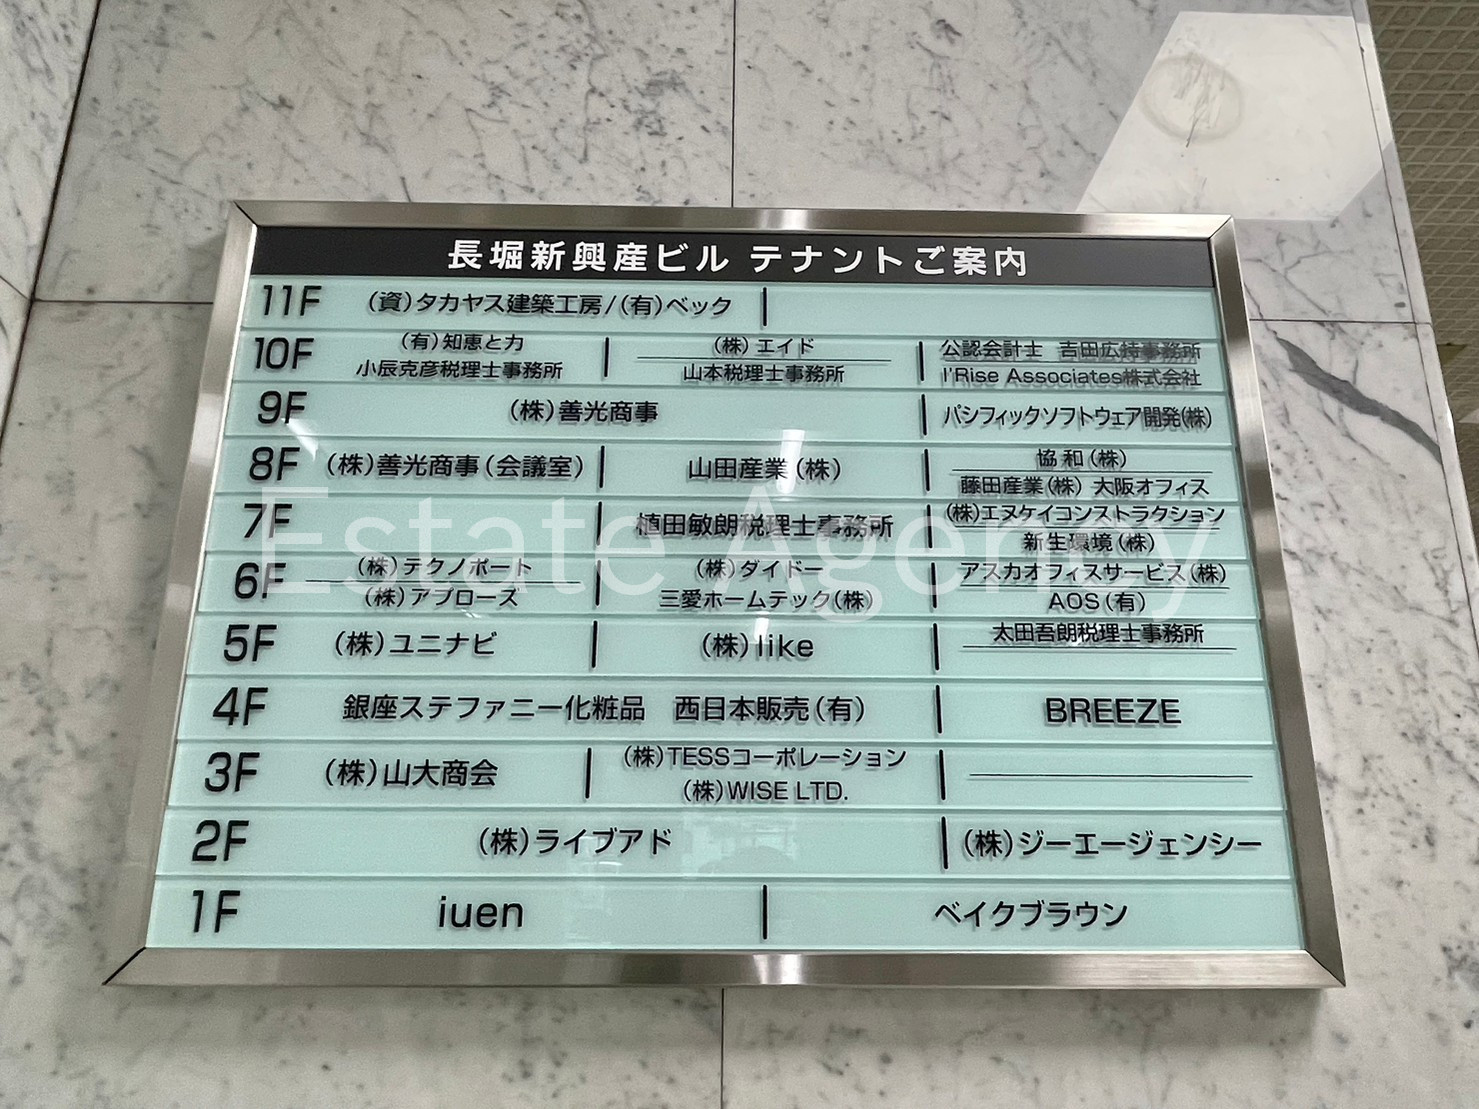 長堀新興産ビル テナントご案内
11F (資)タカヤス建築工房/(有)ベック
10F (有)知恵と力 (株)エイド 公認会計士 吉田広特事務所
小辰克彦税理士事務所 山本税理士事務所 I'Rise Associates株式会社
9F (株)善光商事 パシフィックソフトウェア開発(株)
8F (株)善光商事(会議室) 山田産業(株) 協和(株)
藤田産業(株) 大阪オフィス
7F 植田敏朗税理士事務所 (株)エヌケイコンストラクション
新生環境(株)
6F (株)テクノポート (株)ダイドー アスカオフィスサービス(株)
(株)アプローズ 三愛ホームテック(株) AOS(有)
5F (株)ユニナビ (株)like 太田吾朗税理士事務所
4F 銀座ステファニー化粧品 西日本販売(有) BREEZE
3F (株)山大商会 (株)TESSコーポレーション
(株)WISE LTD.
2F (株)ライブアド (株)ジーエージェンシー
1F iuen ベイクブラウン
Estate Agency